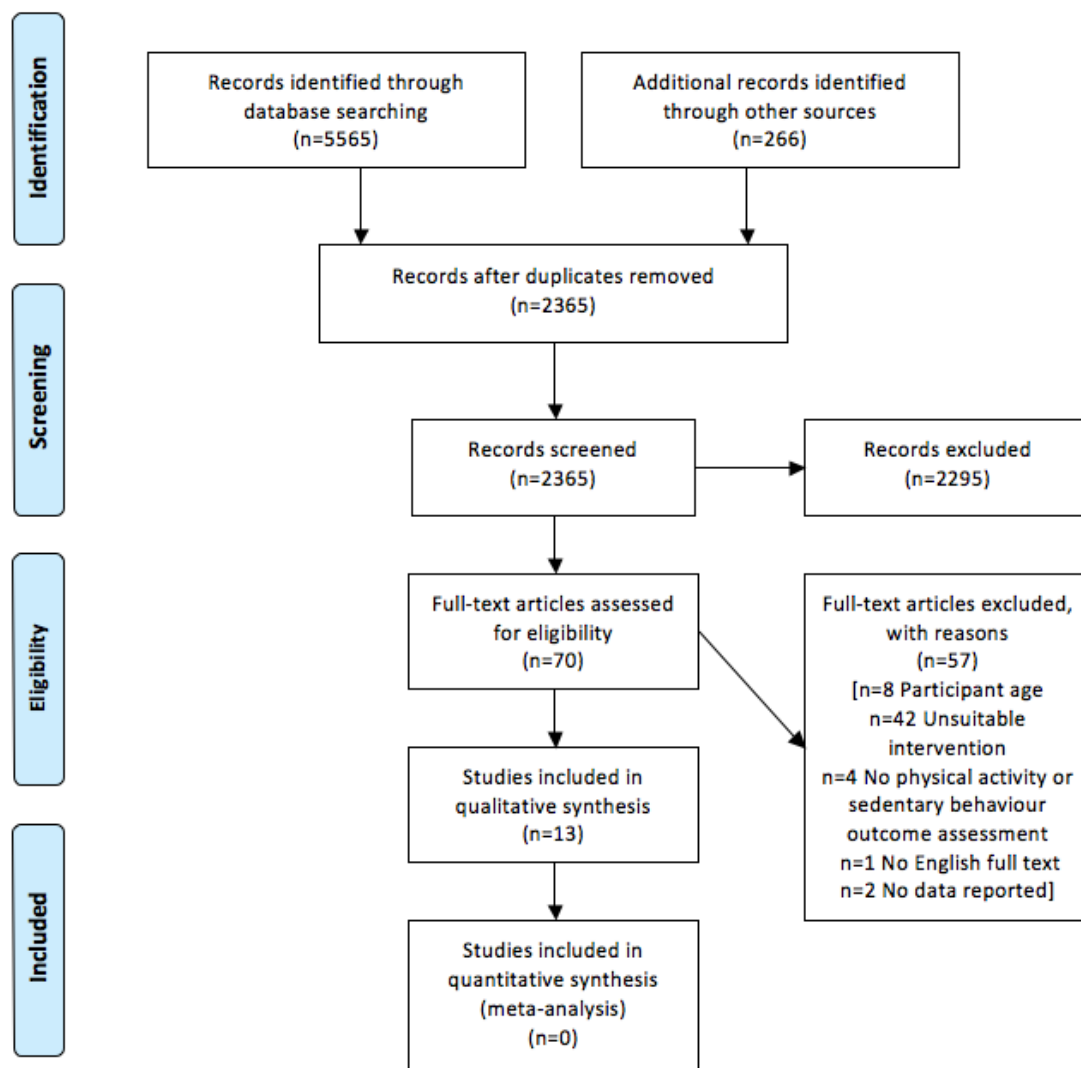 Identification
Records identified through
database searching
(n=5565)
Additional records identified
through other sources
(n=266)
Records after duplicates removed
(n=2365)
Screening
Records screened
(n=2365)
Records excluded
(n=2295)
Eligibility
Full-text articles assessed
for eligibility
(n=70)
Full-text articles excluded,
with reasons
(n=57)
[n=8 Participant age
n=42 Unsuitable
intervention
n=4 No physical activity or
sedentary behaviour
outcome assessment
n=1 No English full text
n=2 No data reported]
Studies included in
qualitative synthesis
(n=13)
Included
Studies included in
quantitative synthesis
(meta-analysis)
(n=0)